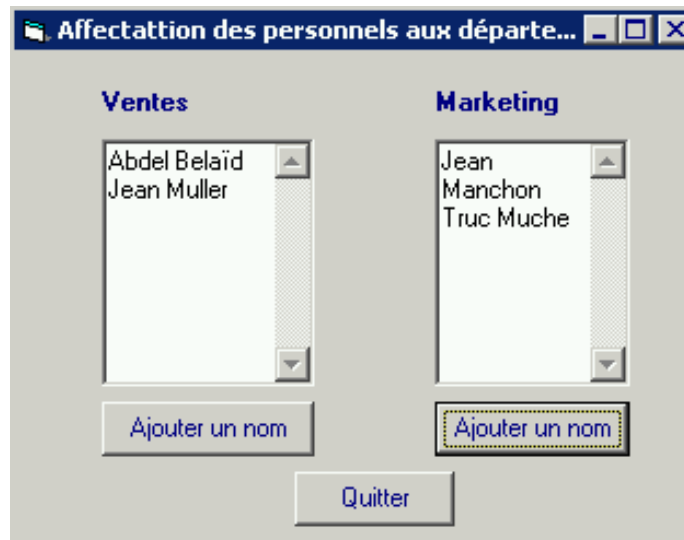 Affectattion des personnels aux départe...
Ventes
Marketing
Abdel Belaïd
Jean Muller
Jean
Manchon
Truc Muche
Ajouter un nom
Ajouter un nom
Quitter